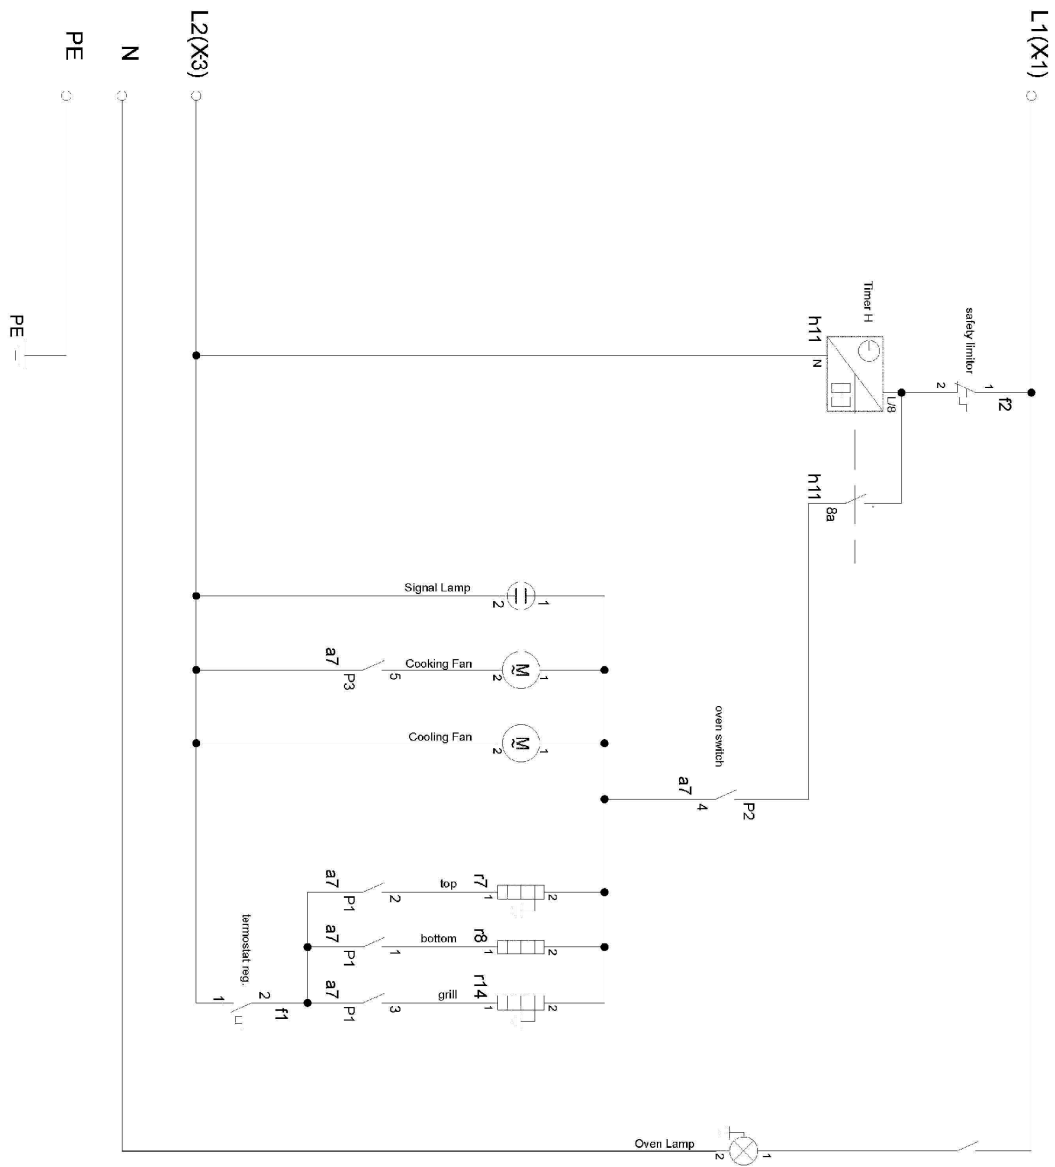 L1(X-1)
L2(X-3)
N
PE
PE
Timer H
safety limitor
h11
N
L/8
2
1
f2
h11
8a
Signal Lamp
2
1
a7
P3
5
Cooking Fan
2
1
M
~
Cooling Fan
2
1
M
~
oven switch
a7
4
P2
a7
P1
2
top
r7
1
2
a7
P1
1
bottom
r8
1
2
termostat reg.
1
2
f1
a7
P1
3
grill
r14
1
2
Oven Lamp
2
1